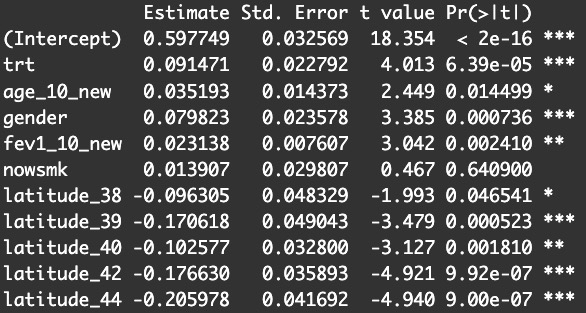 Estimate Std. Error t value Pr(>|t|)
(Intercept)  0.597749   0.032569  18.354  < 2e-16 ***
trt          0.091471   0.022792   4.013 6.39e-05 ***
age_10_new   0.035193   0.014373   2.449 0.014499 *
gender       0.079823   0.023578   3.385 0.000736 ***
fev1_10_new  0.023138   0.007607   3.042 0.002410 **
nowsmk       0.013907   0.029807   0.467 0.640900
latitude_38 -0.096305   0.048329  -1.993 0.046541 *
latitude_39 -0.170618   0.049043  -3.479 0.000523 ***
latitude_40 -0.102577   0.032800  -3.127 0.001810 **
latitude_42 -0.176630   0.035893  -4.921 9.92e-07 ***
latitude_44 -0.205978   0.041692  -4.940 9.00e-07 ***